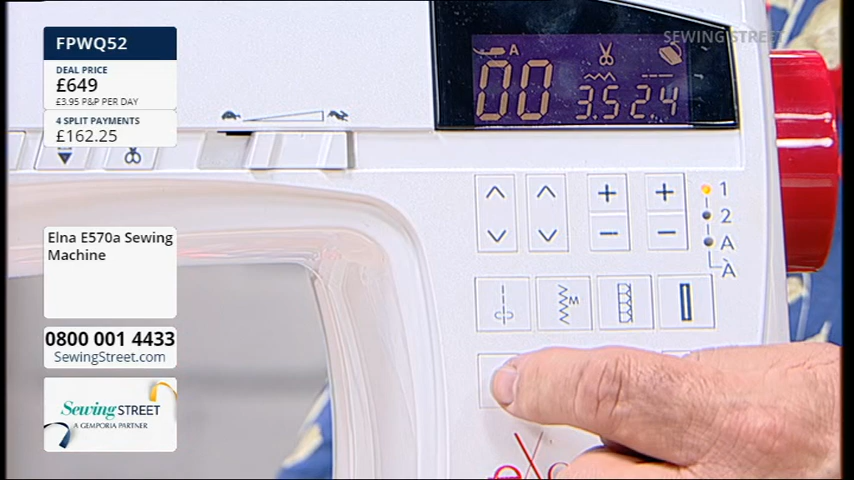 FPWQ52
DEAL PRICE
£649
£3.95 P&P PER DAY
4 SPLIT PAYMENTS
£162.25
Elna E570a Sewing
Machine
0800 001 4433
SewingStreet.com
Sewing STREET
A GEMPORIA PARTNER
SEWING STREET
A
00
3.5 2.4
1
2
A
À
M